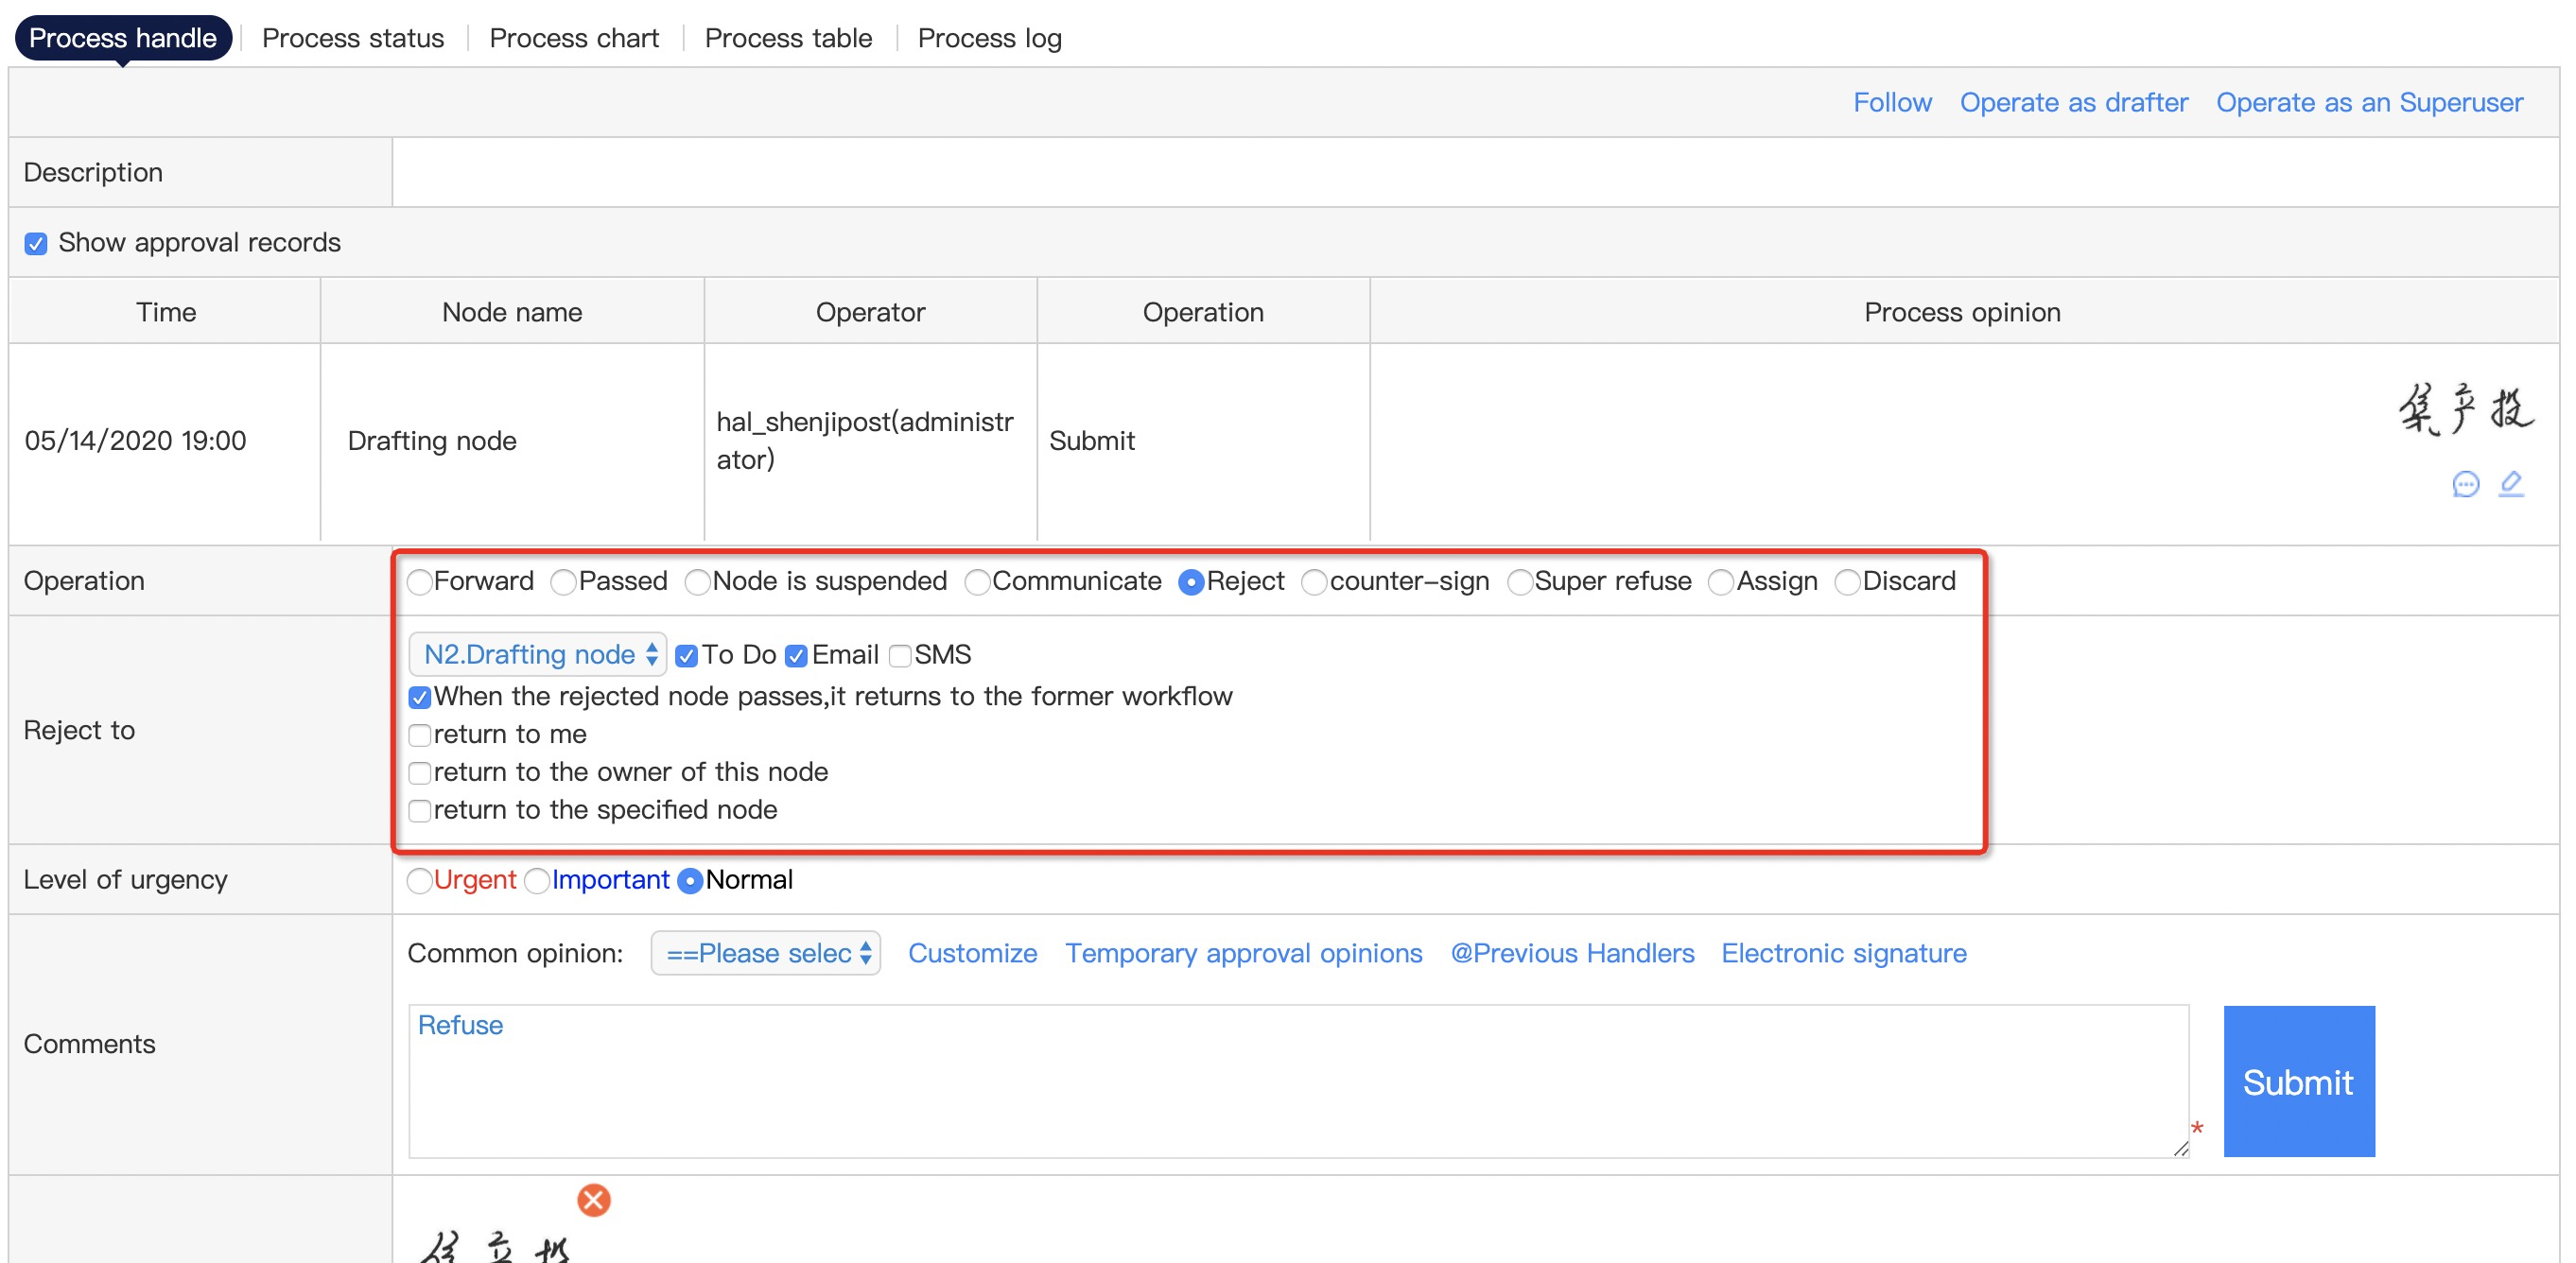 Process handle Process status Process chart Process table Process log
Follow Operate as drafter Operate as an Superuser
Description
Show approval records
Time Node name Operator Operation Process opinion
05/14/2020 19:00 Drafting node hal_shenjipost(administr
ator) Submit
Operation Forward Passed Node is suspended Communicate Reject counter-sign Super refuse Assign Discard
Reject to
N2.Drafting node To Do Email SMS
When the rejected node passes,it returns to the former workflow
return to me
return to the owner of this node
return to the specified node
Level of urgency Urgent Important Normal
Common opinion: ==Please selec Customize Temporary approval opinions @Previous Handlers Electronic signature
Comments
Refuse
* Submit